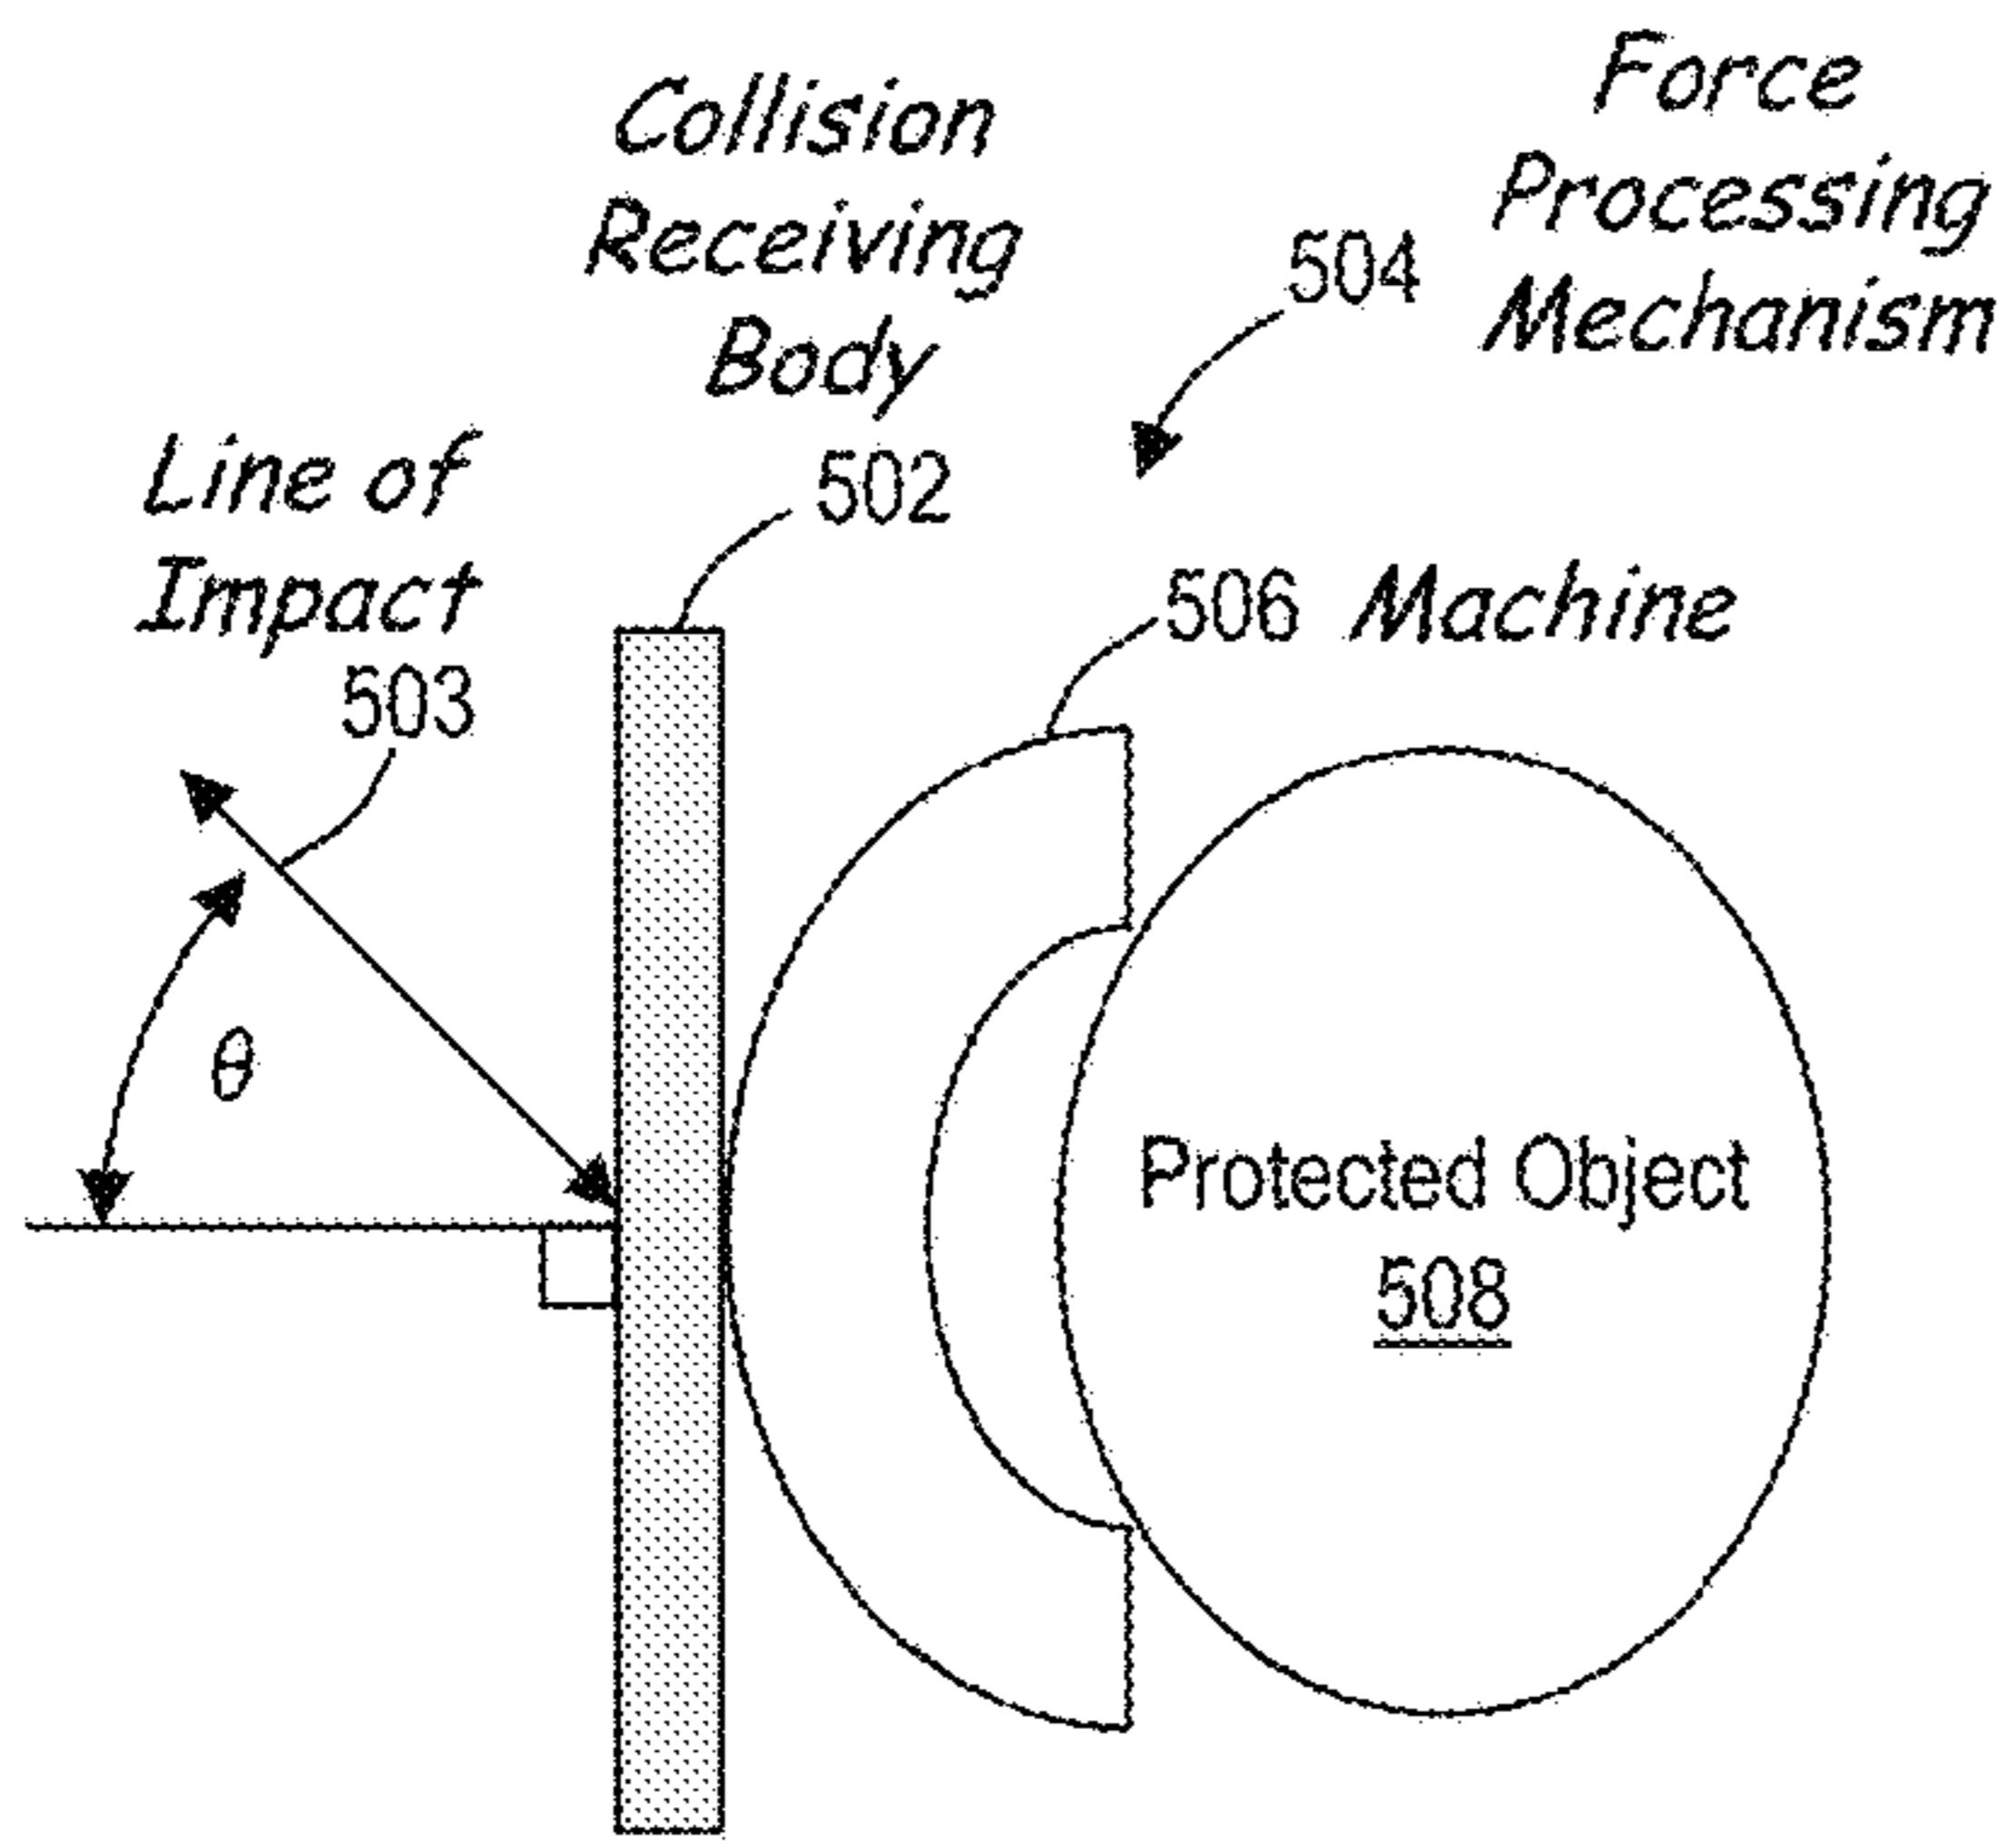 Force
Processing
Mechanism
504
Collision
Receiving
Body
502
Line of
Impact
503
506 Machine
θ
Protected Object
508